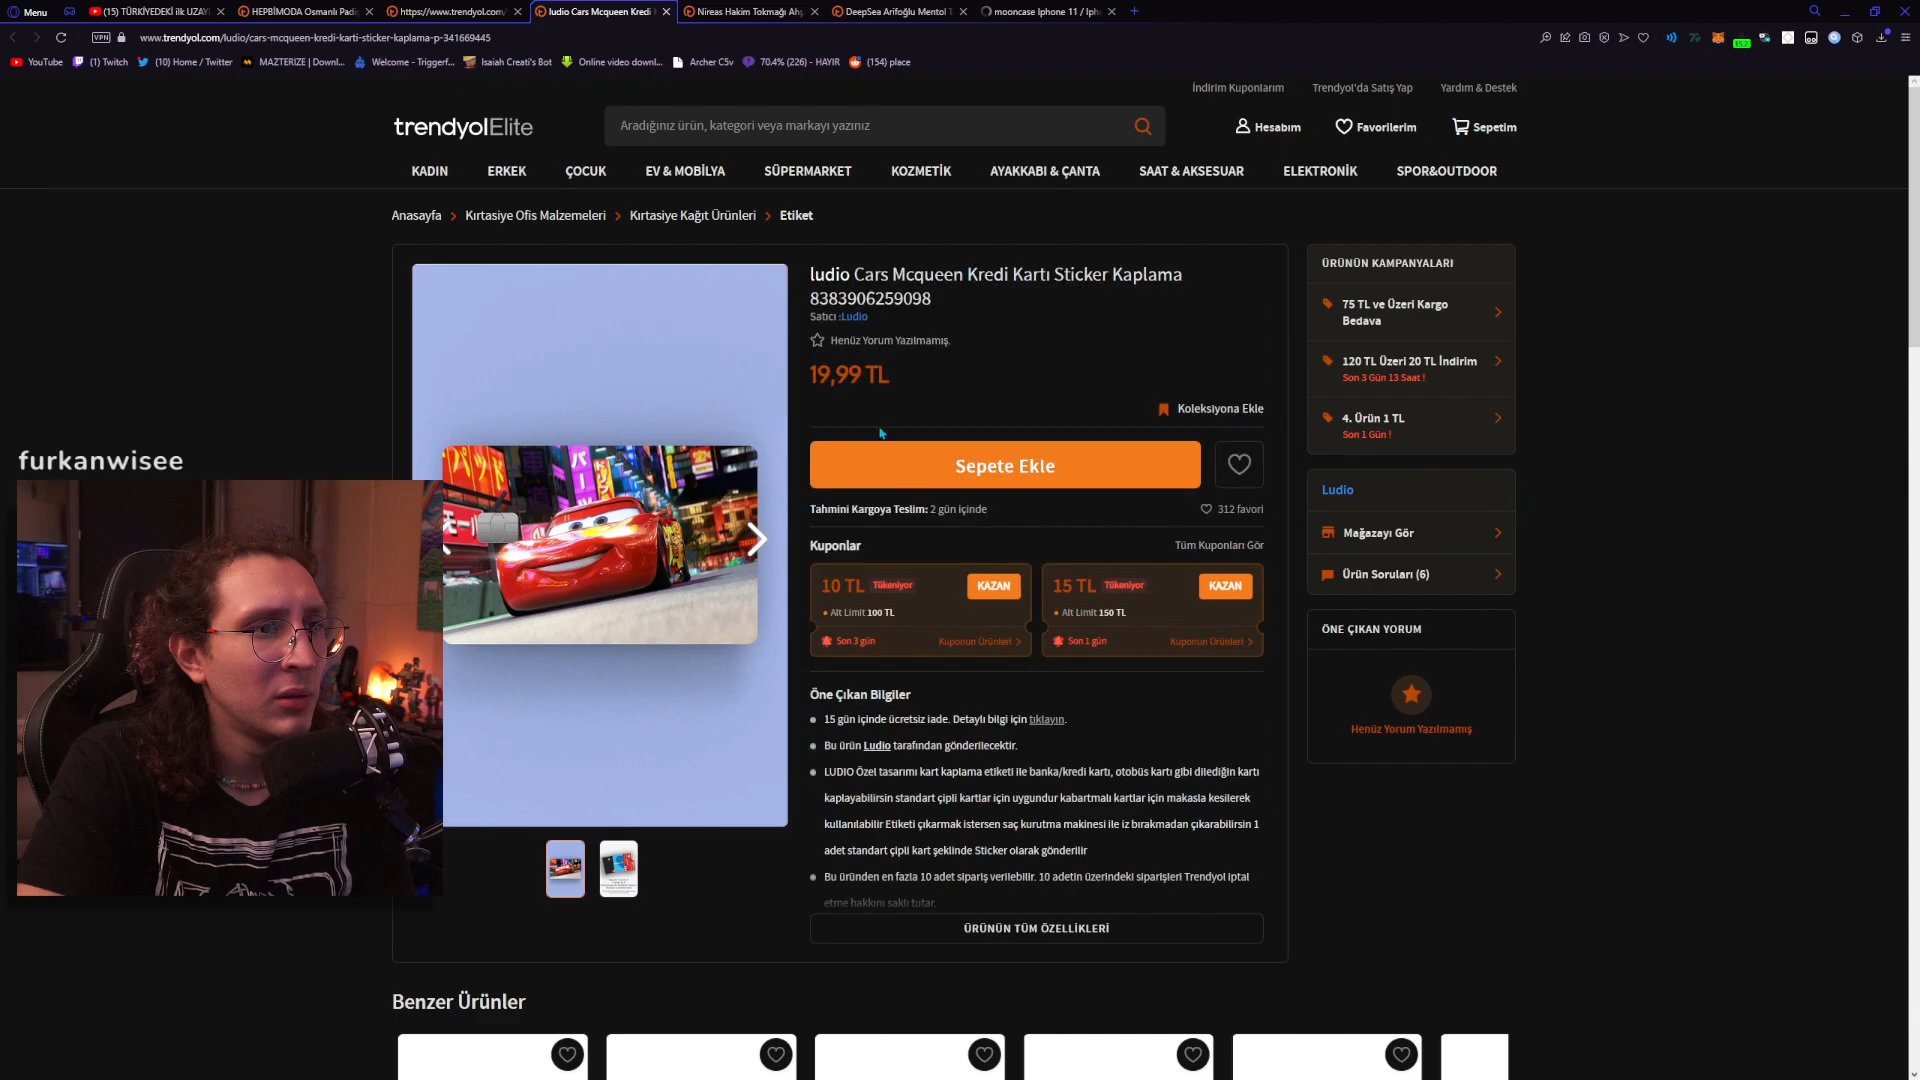 Menu
(15) TÜRKİYEDEKİ ilk UZAY
HEPBİMODA Osmanlı Padiş
https://www.trendyol.com/
ludio Cars Mcqueen Kredi
Nireas Hakim Tokmağı Ahş
DeepSea Arifoğlu Mentol T
mooncase Iphone 11 / Iph
VPN
www.trendyol.com/ludio/cars-mcqueen-kredi-karti-sticker-kaplama-p-341669445
YouTube
(1) Twitch
(10) Home / Twitter
MAZTERIZE | Downl...
Welcome - Triggerf...
Isaiah Creati's Bot
Online video downl...
Archer C5v
70.4% (226) - HAYIR
(154) place
İndirim Kuponlarım
Trendyol'da Satış Yap
Yardım & Destek
trendyolElite
Aradığınız ürün, kategori veya markayı yazınız
Hesabım
Favorilerim
Sepetim
KADIN
ERKEK
ÇOCUK
EV & MOBİLYA
SÜPERMARKET
KOZMETİK
AYAKKABI & ÇANTA
SAAT & AKSESUAR
ELEKTRONİK
SPOR&OUTDOOR
Anasayfa > Kırtasiye Ofis Malzemeleri > Kırtasiye Kağıt Ürünleri > Etiket
ludio Cars Mcqueen Kredi Kartı Sticker Kaplama
8383906259098
Satıcı :Ludio
Henüz Yorum Yazılmamış.
19,99 TL
Koleksiyona Ekle
Sepete Ekle
Tahmini Kargoya Teslim: 2 gün içinde
312 favori
Kuponlar
Tüm Kuponları Gör
10 TL Tükeniyor
KAZAN
• Alt Limit 100 TL
Son 3 gün
Kuponun Ürünleri >
15 TL Tükeniyor
KAZAN
• Alt Limit 150 TL
Son 1 gün
Kuponun Ürünleri >
Öne Çıkan Bilgiler
15 gün içinde ücretsiz iade. Detaylı bilgi için tıklayın.
Bu ürün Ludio tarafından gönderilecektir.
LUDIO Özel tasarımı kart kaplama etiketi ile banka/kredi kartı, otobüs kartı gibi dilediğin kartı
kaplayabilirsin standart çipli kartlar için uygundur kabartmalı kartlar için makasla kesilerek
kullanılabilir Etiketi çıkarmak istersen saç kurutma makinesi ile iz bırakmadan çıkarabilirsin 1
adet standart çipli kart şeklinde Sticker olarak gönderilir
Bu üründen en fazla 10 adet sipariş verilebilir. 10 adetin üzerindeki siparişleri Trendyol iptal
etme hakkını saklı tutar.
ÜRÜNÜN TÜM ÖZELLİKLERİ
ÜRÜNÜN KAMPANYALARI
75 TL ve Üzeri Kargo
Bedava
120 TL Üzeri 20 TL İndirim
Son 3 Gün 13 Saat !
4. Ürün 1 TL
Son 1 Gün !
Ludio
Mağazayı Gör
Ürün Soruları (6)
ÖNE ÇIKAN YORUM
Henüz Yorum Yazılmamış
furkanwisee
Benzer Ürünler